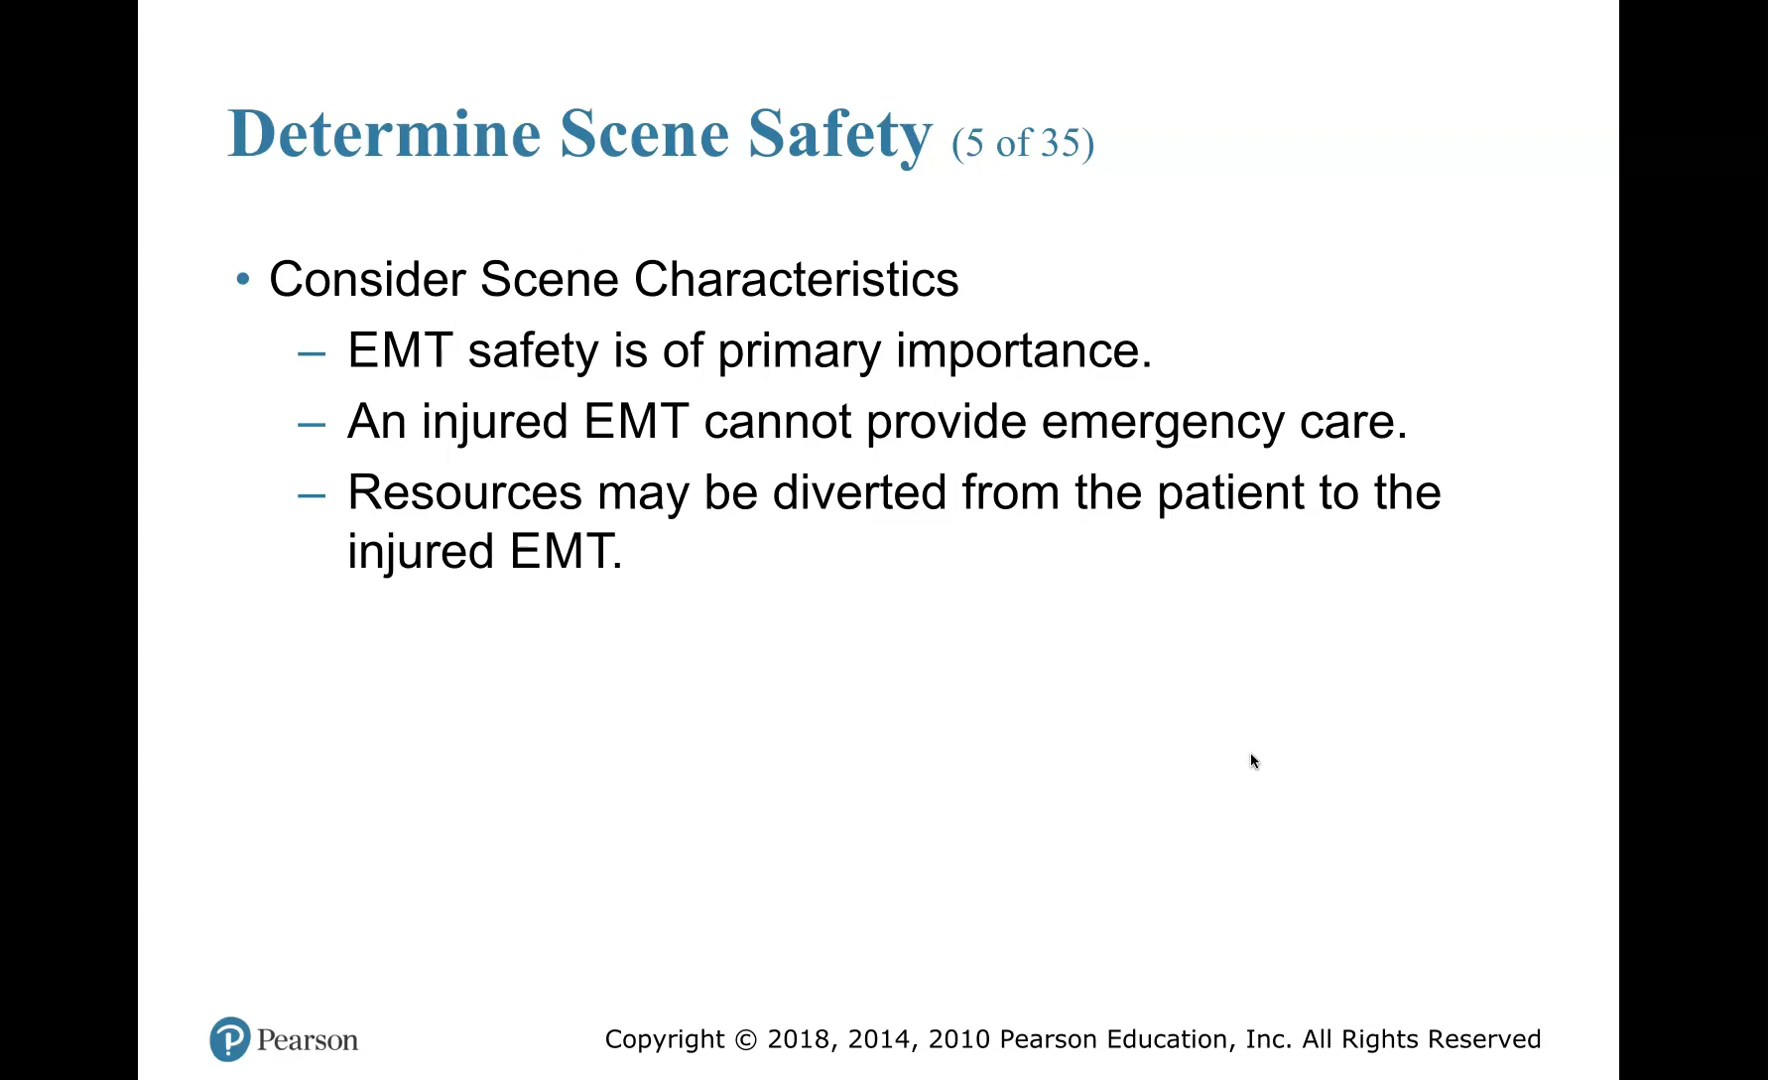 Determine Scene Safety (5 of 35)
• Consider Scene Characteristics
– EMT safety is of primary importance.
– An injured EMT cannot provide emergency care.
– Resources may be diverted from the patient to the
injured EMT.
Pearson
Copyright © 2018, 2014, 2010 Pearson Education, Inc. All Rights Reserved